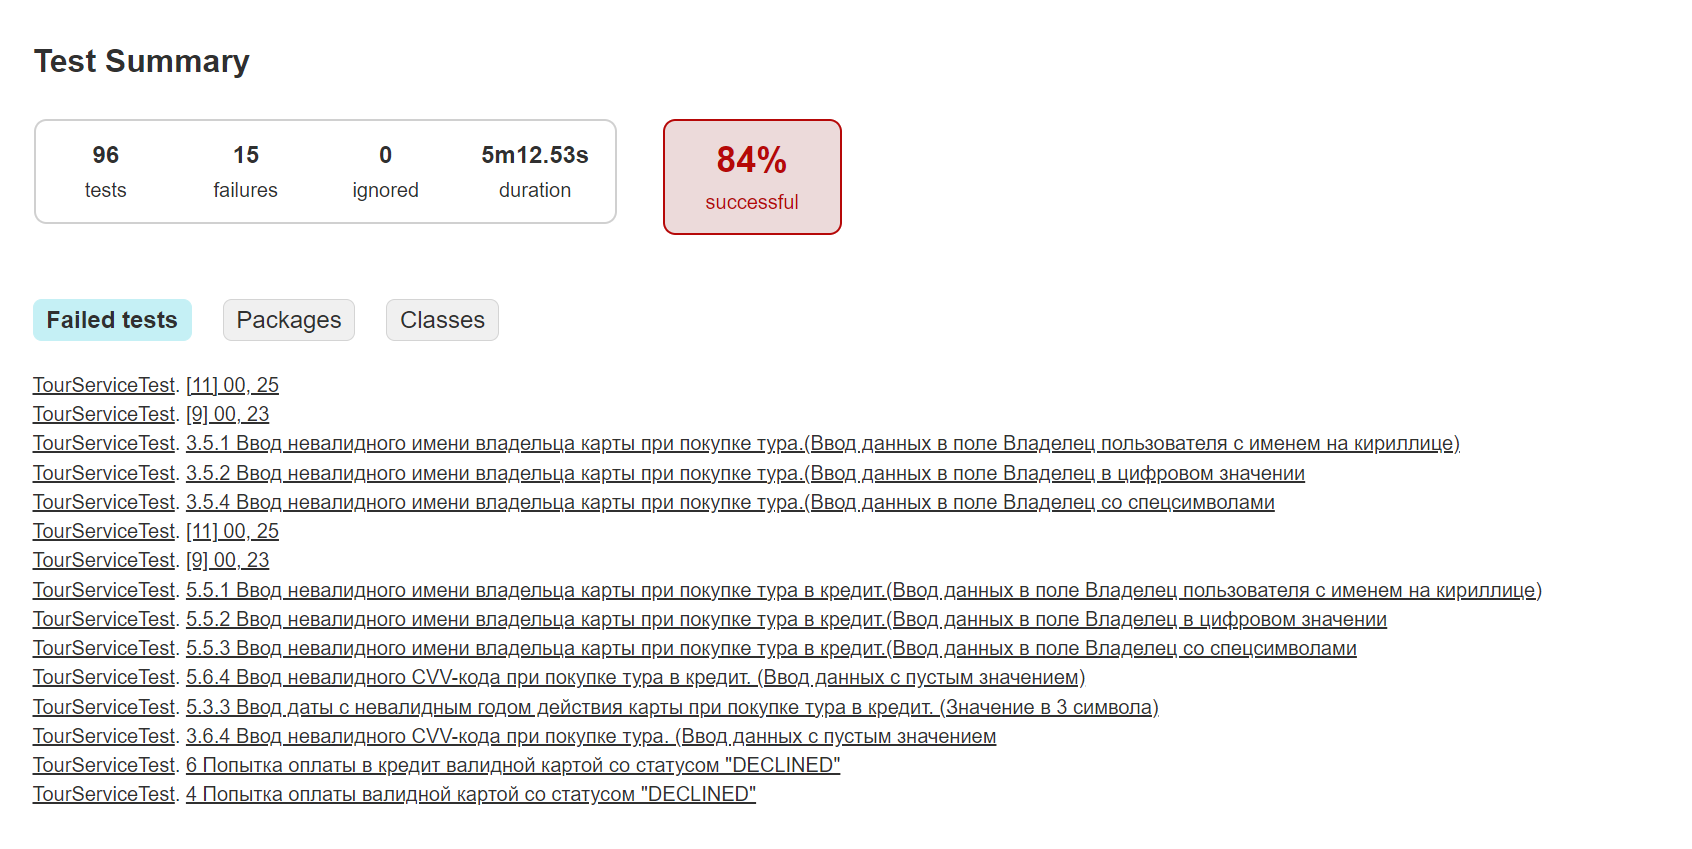 Test Summary
96 15 0 5m12.53s
tests failures ignored duration
84%
successful
Failed tests Packages Classes
TourServiceTest. [11] 00, 25
TourServiceTest. [9] 00, 23
TourServiceTest. 3.5.1 Ввод невалидного имени владельца карты при покупке тура.(Ввод данных в поле Владелец пользователя с именем на кириллице)
TourServiceTest. 3.5.2 Ввод невалидного имени владельца карты при покупке тура.(Ввод данных в поле Владелец в цифровом значении
TourServiceTest. 3.5.4 Ввод невалидного имени владельца карты при покупке тура.(Ввод данных в поле Владелец со спецсимволами
TourServiceTest. [11] 00, 25
TourServiceTest. [9] 00, 23
TourServiceTest. 5.5.1 Ввод невалидного имени владельца карты при покупке тура в кредит.(Ввод данных в поле Владелец пользователя с именем на кириллице)
TourServiceTest. 5.5.2 Ввод невалидного имени владельца карты при покупке тура в кредит.(Ввод данных в поле Владелец в цифровом значении
TourServiceTest. 5.5.3 Ввод невалидного имени владельца карты при покупке тура в кредит.(Ввод данных в поле Владелец со спецсимволами
TourServiceTest. 5.6.4 Ввод невалидного CVV-кода при покупке тура в кредит. (Ввод данных с пустым значением)
TourServiceTest. 5.3.3 Ввод даты с невалидным годом действия карты при покупке тура в кредит. (Значение в 3 символа)
TourServiceTest. 3.6.4 Ввод невалидного CVV-кода при покупке тура. (Ввод данных с пустым значением
TourServiceTest. 6 Попытка оплаты в кредит валидной картой со статусом "DECLINED"
TourServiceTest. 4 Попытка оплаты валидной картой со статусом "DECLINED"